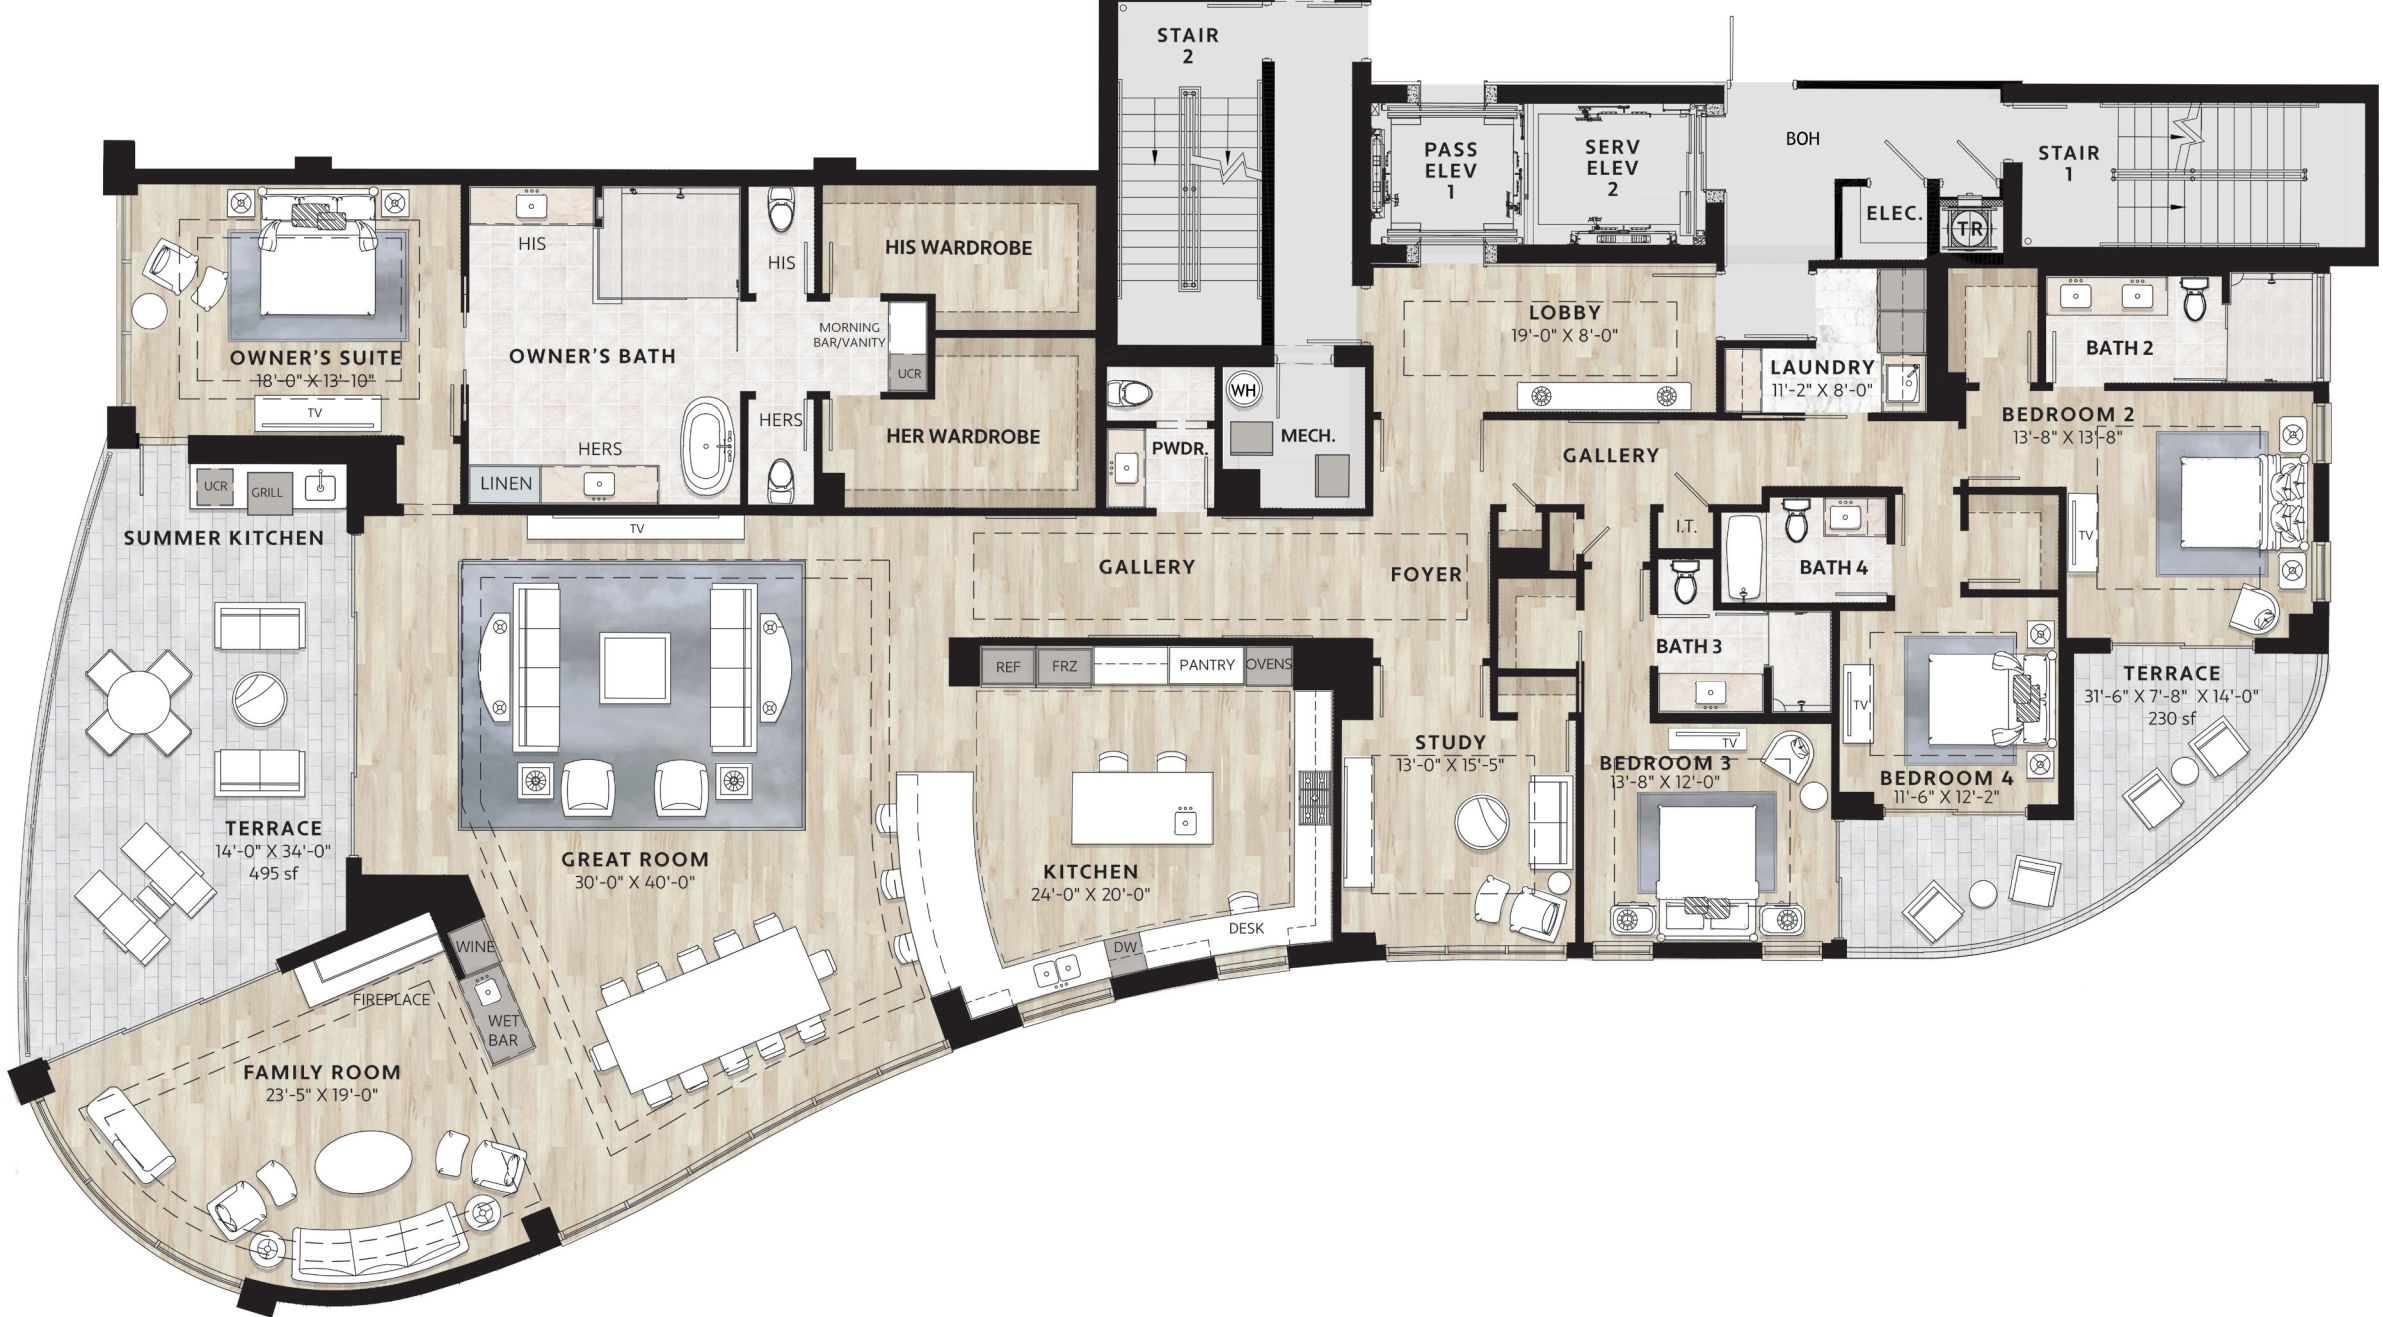 STAIR
2
PASS
ELEV
1
SERV
ELEV
2
BOH
STAIR
1
ELEC.
TR
HIS
HIS
HIS WARDROBE
MORNING
BAR/VANITY
UCR
OWNER'S SUITE
18'-0" X 13'-10"
TV
OWNER'S BATH
HERS
HERS
LINEN
HER WARDROBE
PWDR.
WH
MECH.
LOBBY
19'-0" X 8'-0"
LAUNDRY
11'-2" X 8'-0"
BATH 2
BEDROOM 2
13'-8" X 13'-8"
TV
GALLERY
I.T.
BATH 4
UCR
GRILL
SUMMER KITCHEN
TV
GALLERY
FOYER
BATH 3
REF
FRZ
PANTRY
OVENS
TERRACE
31'-6" X 7'-8" X 14'-0"
230 sf
TV
STUDY
13'-0" X 15'-5"
TV
BEDROOM 3
13'-8" X 12'-0"
BEDROOM 4
11'-6" X 12'-2"
TERRACE
14'-0" X 34'-0"
495 sf
GREAT ROOM
30'-0" X 40'-0"
KITCHEN
24'-0" X 20'-0"
DESK
DW
WINE
FIREPLACE
WET
BAR
FAMILY ROOM
23'-5" X 19'-0"